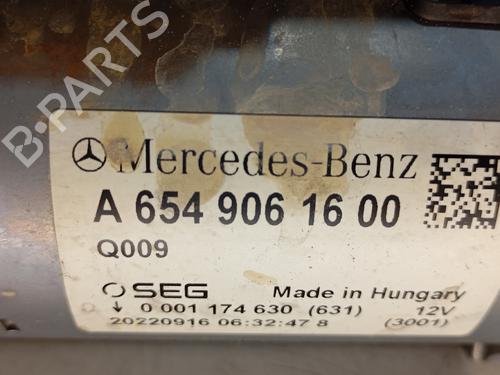 B-PARTS
Mercedes-Benz
A 654 906 16 00
Q009
SEG Made in Hungary
0 001 174 630 (631) 12V
20220916 06:32:47 8 (3001)